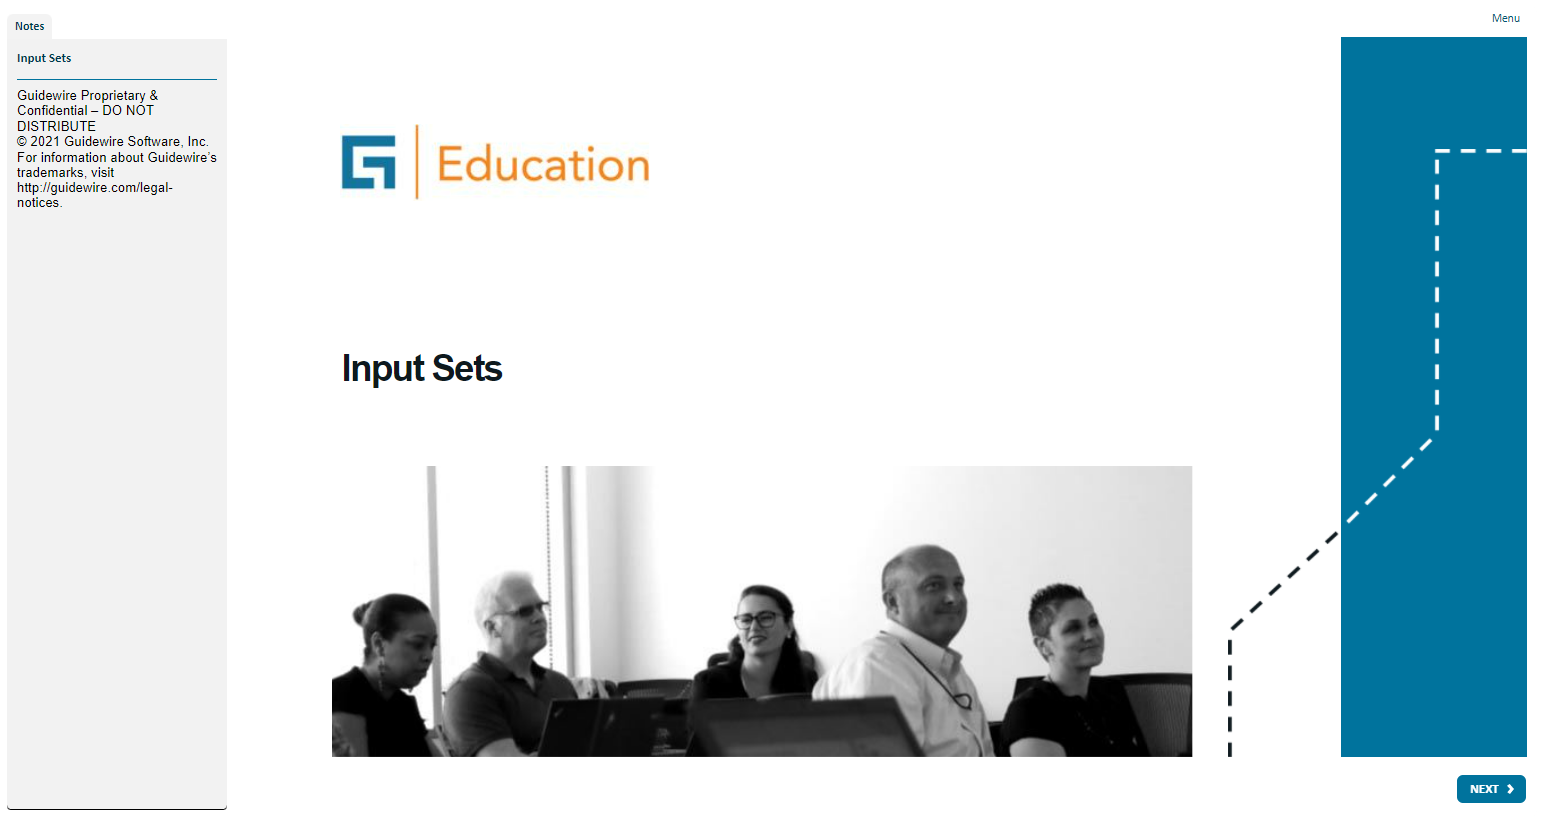 Notes
Menu
Input Sets
Guidewire Proprietary &
Confidential – DO NOT
DISTRIBUTE
© 2021 Guidewire Software, Inc.
For information about Guidewire’s
trademarks, visit
http://guidewire.com/legal-
notices.
Education
Input Sets
NEXT